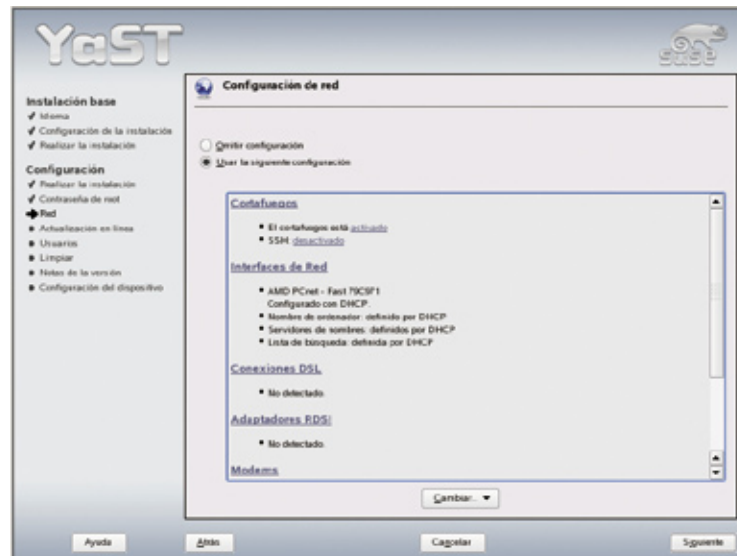 YaST
SUSE
Instalación base
Idioma
Configuración de la instalación
Realizar la instalación
Configuración
Realizar la instalación
Contraseña de root
Red
Actualización en línea
Usuarios
Limpiar
Notas de la versión
Configuración del dispositivo
Configuración de red
Omitir configuración
Usar la siguiente configuración
Cortafuegos
El cortafuegos está activado
SSH: desactivado
Interfaces de Red
AMD PCnet - Fast 79C971
Configurado con DHCP.
Nombre de ordenador: definido por DHCP
Servidores de nombres: definidos por DHCP
Lista de búsqueda: definida por DHCP
Conexiones DSL
No detectado.
Adaptadores RDSI
No detectado.
Modems
Cambiar...
Ayuda
Atrás
Cancelar
Siguiente